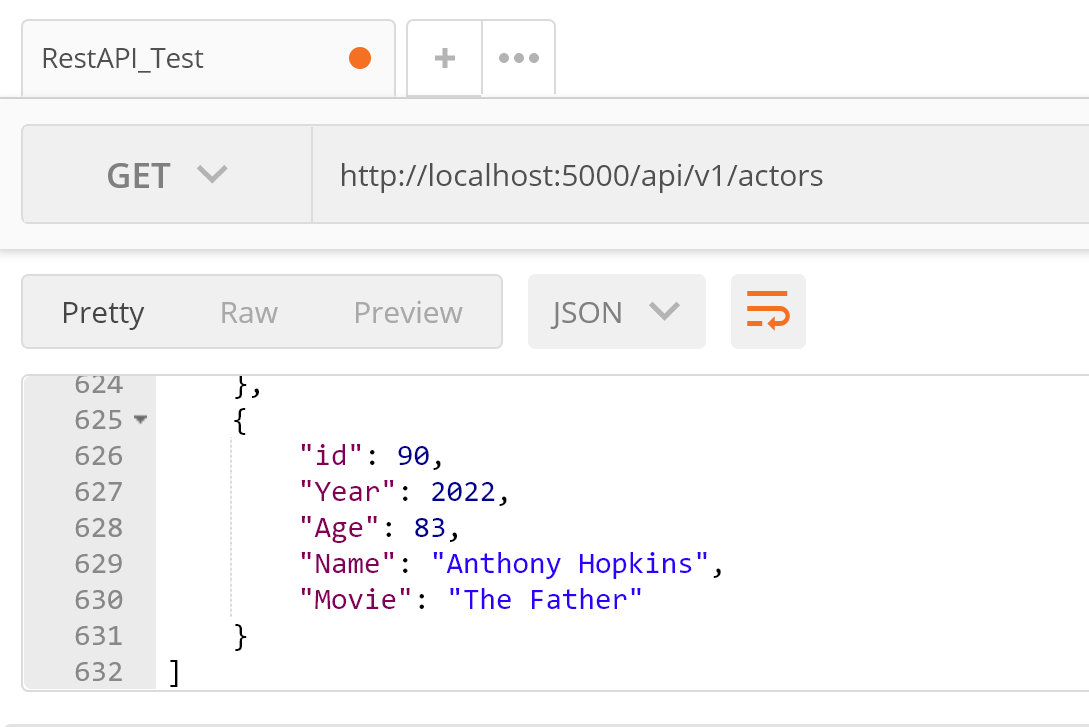 RestAPI_Test
GET http://localhost:5000/api/v1/actors
Pretty Raw Preview JSON
624 },
625 {
626 "id": 90,
627 "Year": 2022,
628 "Age": 83,
629 "Name": "Anthony Hopkins",
630 "Movie": "The Father"
631 }
632 ]